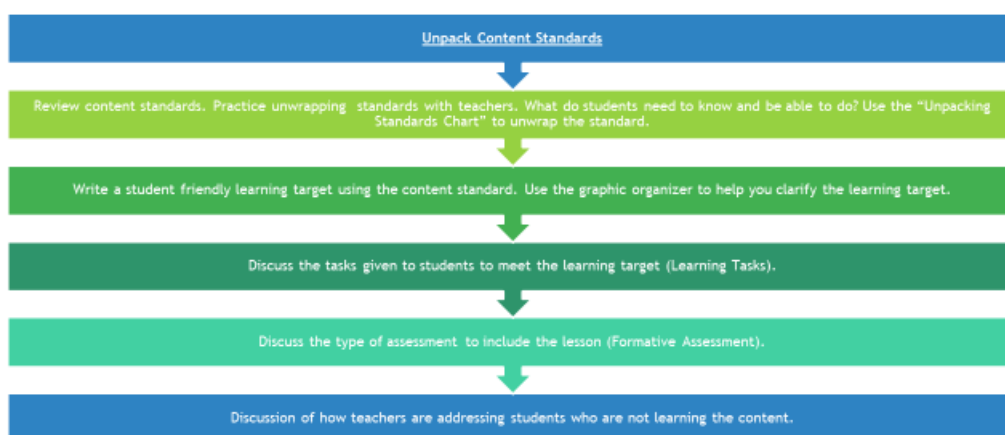 Unpack Content Standards
Review content standards. Practice unwrapping standards with teachers. What do students need to know and be able to do? Use the “Unpacking
Standards Chart” to unwrap the standard.
Write a student friendly learning target using the content standard. Use the graphic organizer to help you clarify the learning target.
Discuss the tasks given to students to meet the learning target (Learning Tasks).
Discuss the type of assessment to include the lesson (Formative Assessment).
Discussion of how teachers are addressing students who are not learning the content.